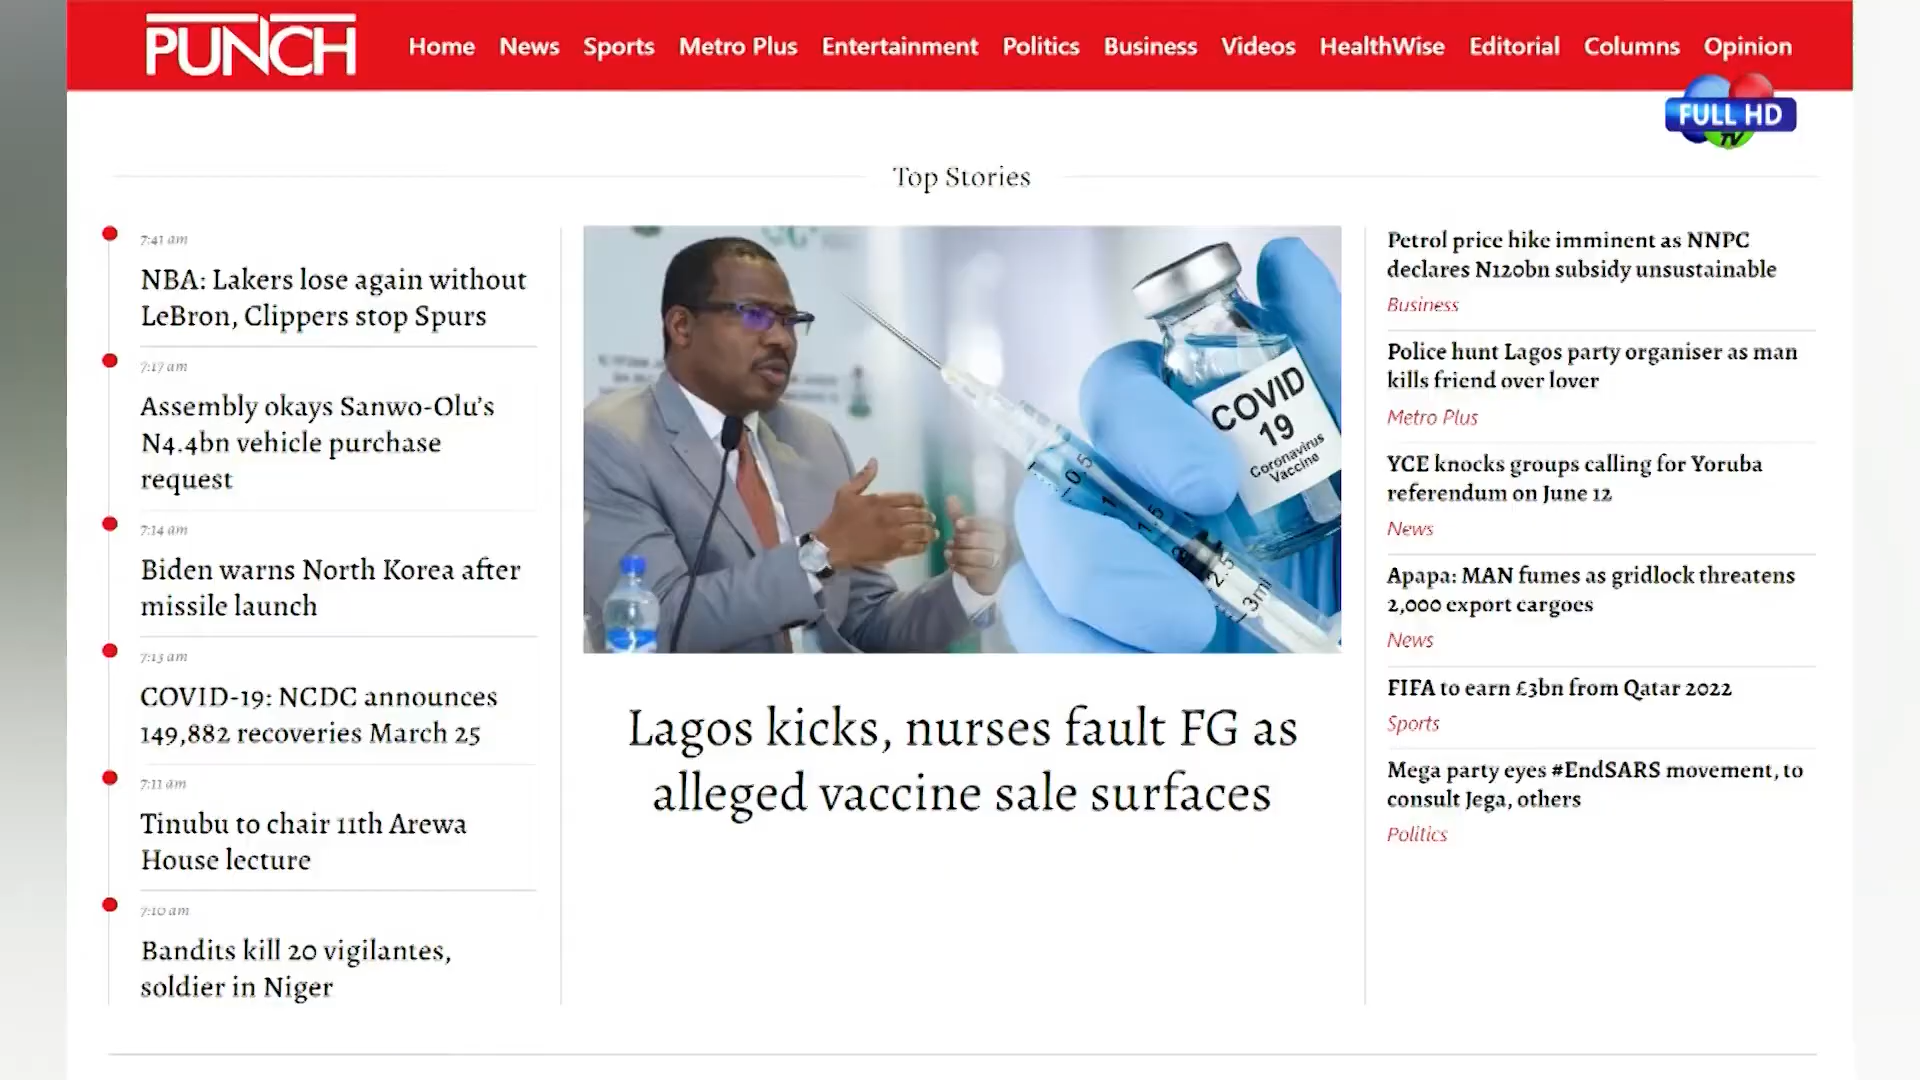 PUNCH
Home News Sports Metro Plus Entertainment Politics Business Videos HealthWise Editorial Columns Opinion
FULL HD
TV
Top Stories
7:41 am
NBA: Lakers lose again without
LeBron, Clippers stop Spurs
7:17 am
Assembly okays Sanwo-Olu’s
N4.4bn vehicle purchase
request
7:14 am
Biden warns North Korea after
missile launch
7:13 am
COVID-19: NCDC announces
149,882 recoveries March 25
7:11 am
Tinubu to chair 11th Arewa
House lecture
7:10 am
Bandits kill 20 vigilantes,
soldier in Niger
COVID
19
Coronavirus
Vaccine
0.5
1
1.5
2.5
3ml
Lagos kicks, nurses fault FG as
alleged vaccine sale surfaces
Petrol price hike imminent as NNPC
declares N120bn subsidy unsustainable
Business
Police hunt Lagos party organiser as man
kills friend over lover
Metro Plus
YCE knocks groups calling for Yoruba
referendum on June 12
News
Apapa: MAN fumes as gridlock threatens
2,000 export cargoes
News
FIFA to earn £3bn from Qatar 2022
Sports
Mega party eyes #EndSARS movement, to
consult Jega, others
Politics